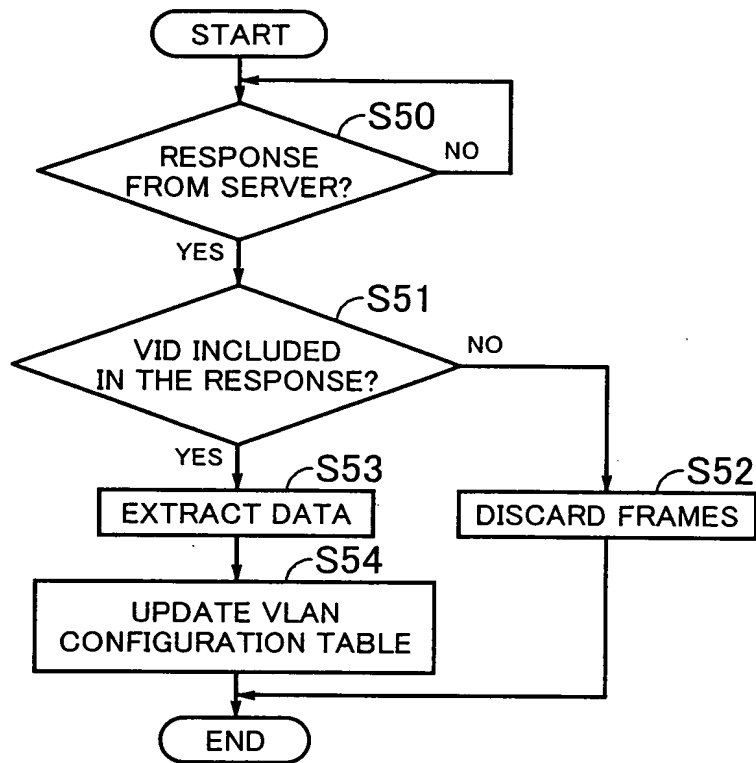 START
S50
RESPONSE
FROM SERVER?
NO
YES
S51
VID INCLUDED
IN THE RESPONSE?
NO
YES
S53
EXTRACT DATA
S52
DISCARD FRAMES
S54
UPDATE VLAN
CONFIGURATION TABLE
END